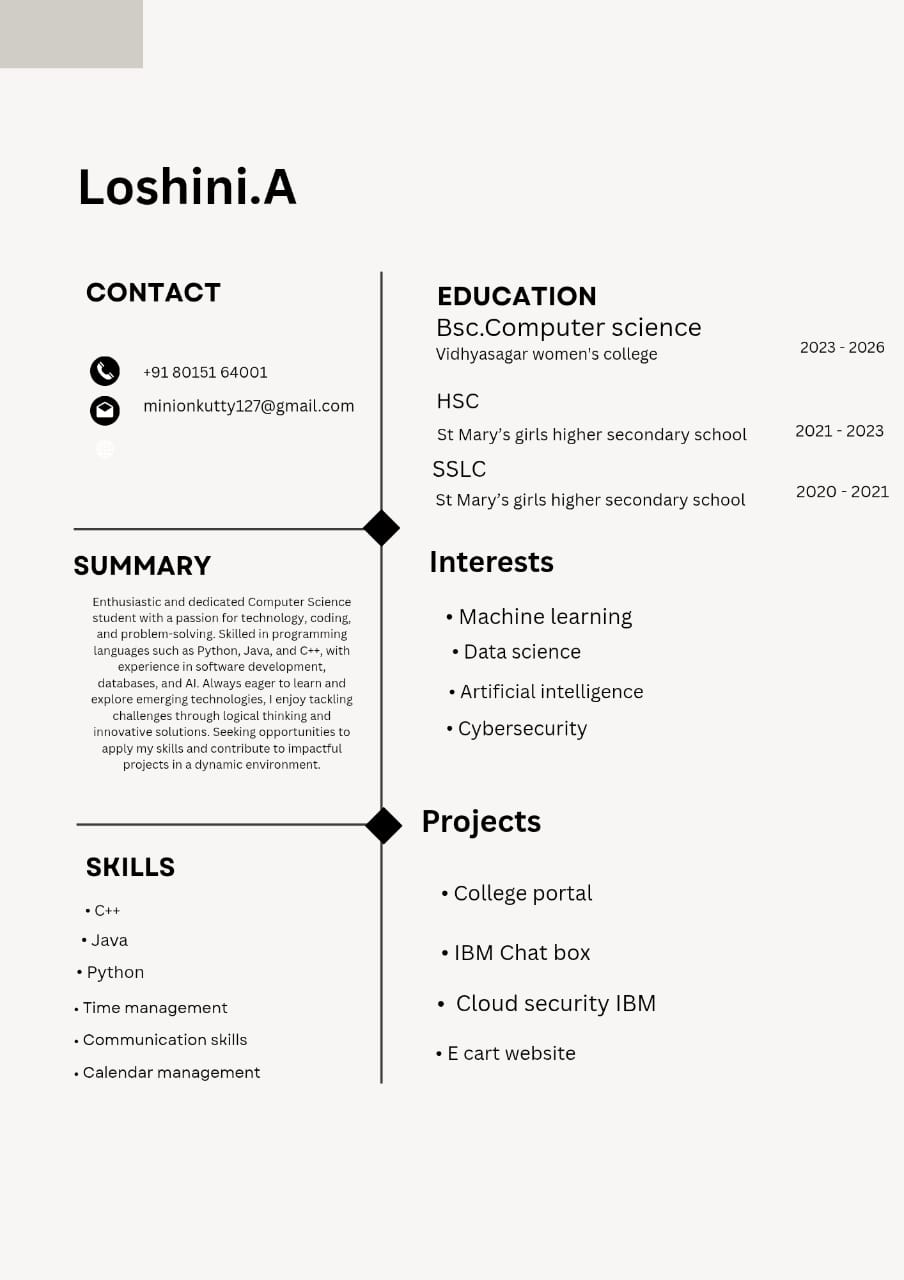 Loshini.A
CONTACT
+91 80151 64001
minionkutty127@gmail.com
SUMMARY
Enthusiastic and dedicated Computer Science
student with a passion for technology, coding,
and problem-solving. Skilled in programming
languages such as Python, Java, and C++, with
experience in software development,
databases, and AI. Always eager to learn and
explore emerging technologies, I enjoy tackling
challenges through logical thinking and
innovative solutions. Seeking opportunities to
apply my skills and contribute to impactful
projects in a dynamic environment.
SKILLS
• C++
• Java
• Python
• Time management
• Communication skills
• Calendar management
EDUCATION
Bsc.Computer science
Vidhyasagar women's college 2023 - 2026
HSC
St Mary’s girls higher secondary school 2021 - 2023
SSLC
St Mary’s girls higher secondary school 2020 - 2021
Interests
• Machine learning
• Data science
• Artificial intelligence
• Cybersecurity
Projects
• College portal
• IBM Chat box
• Cloud security IBM
• E cart website